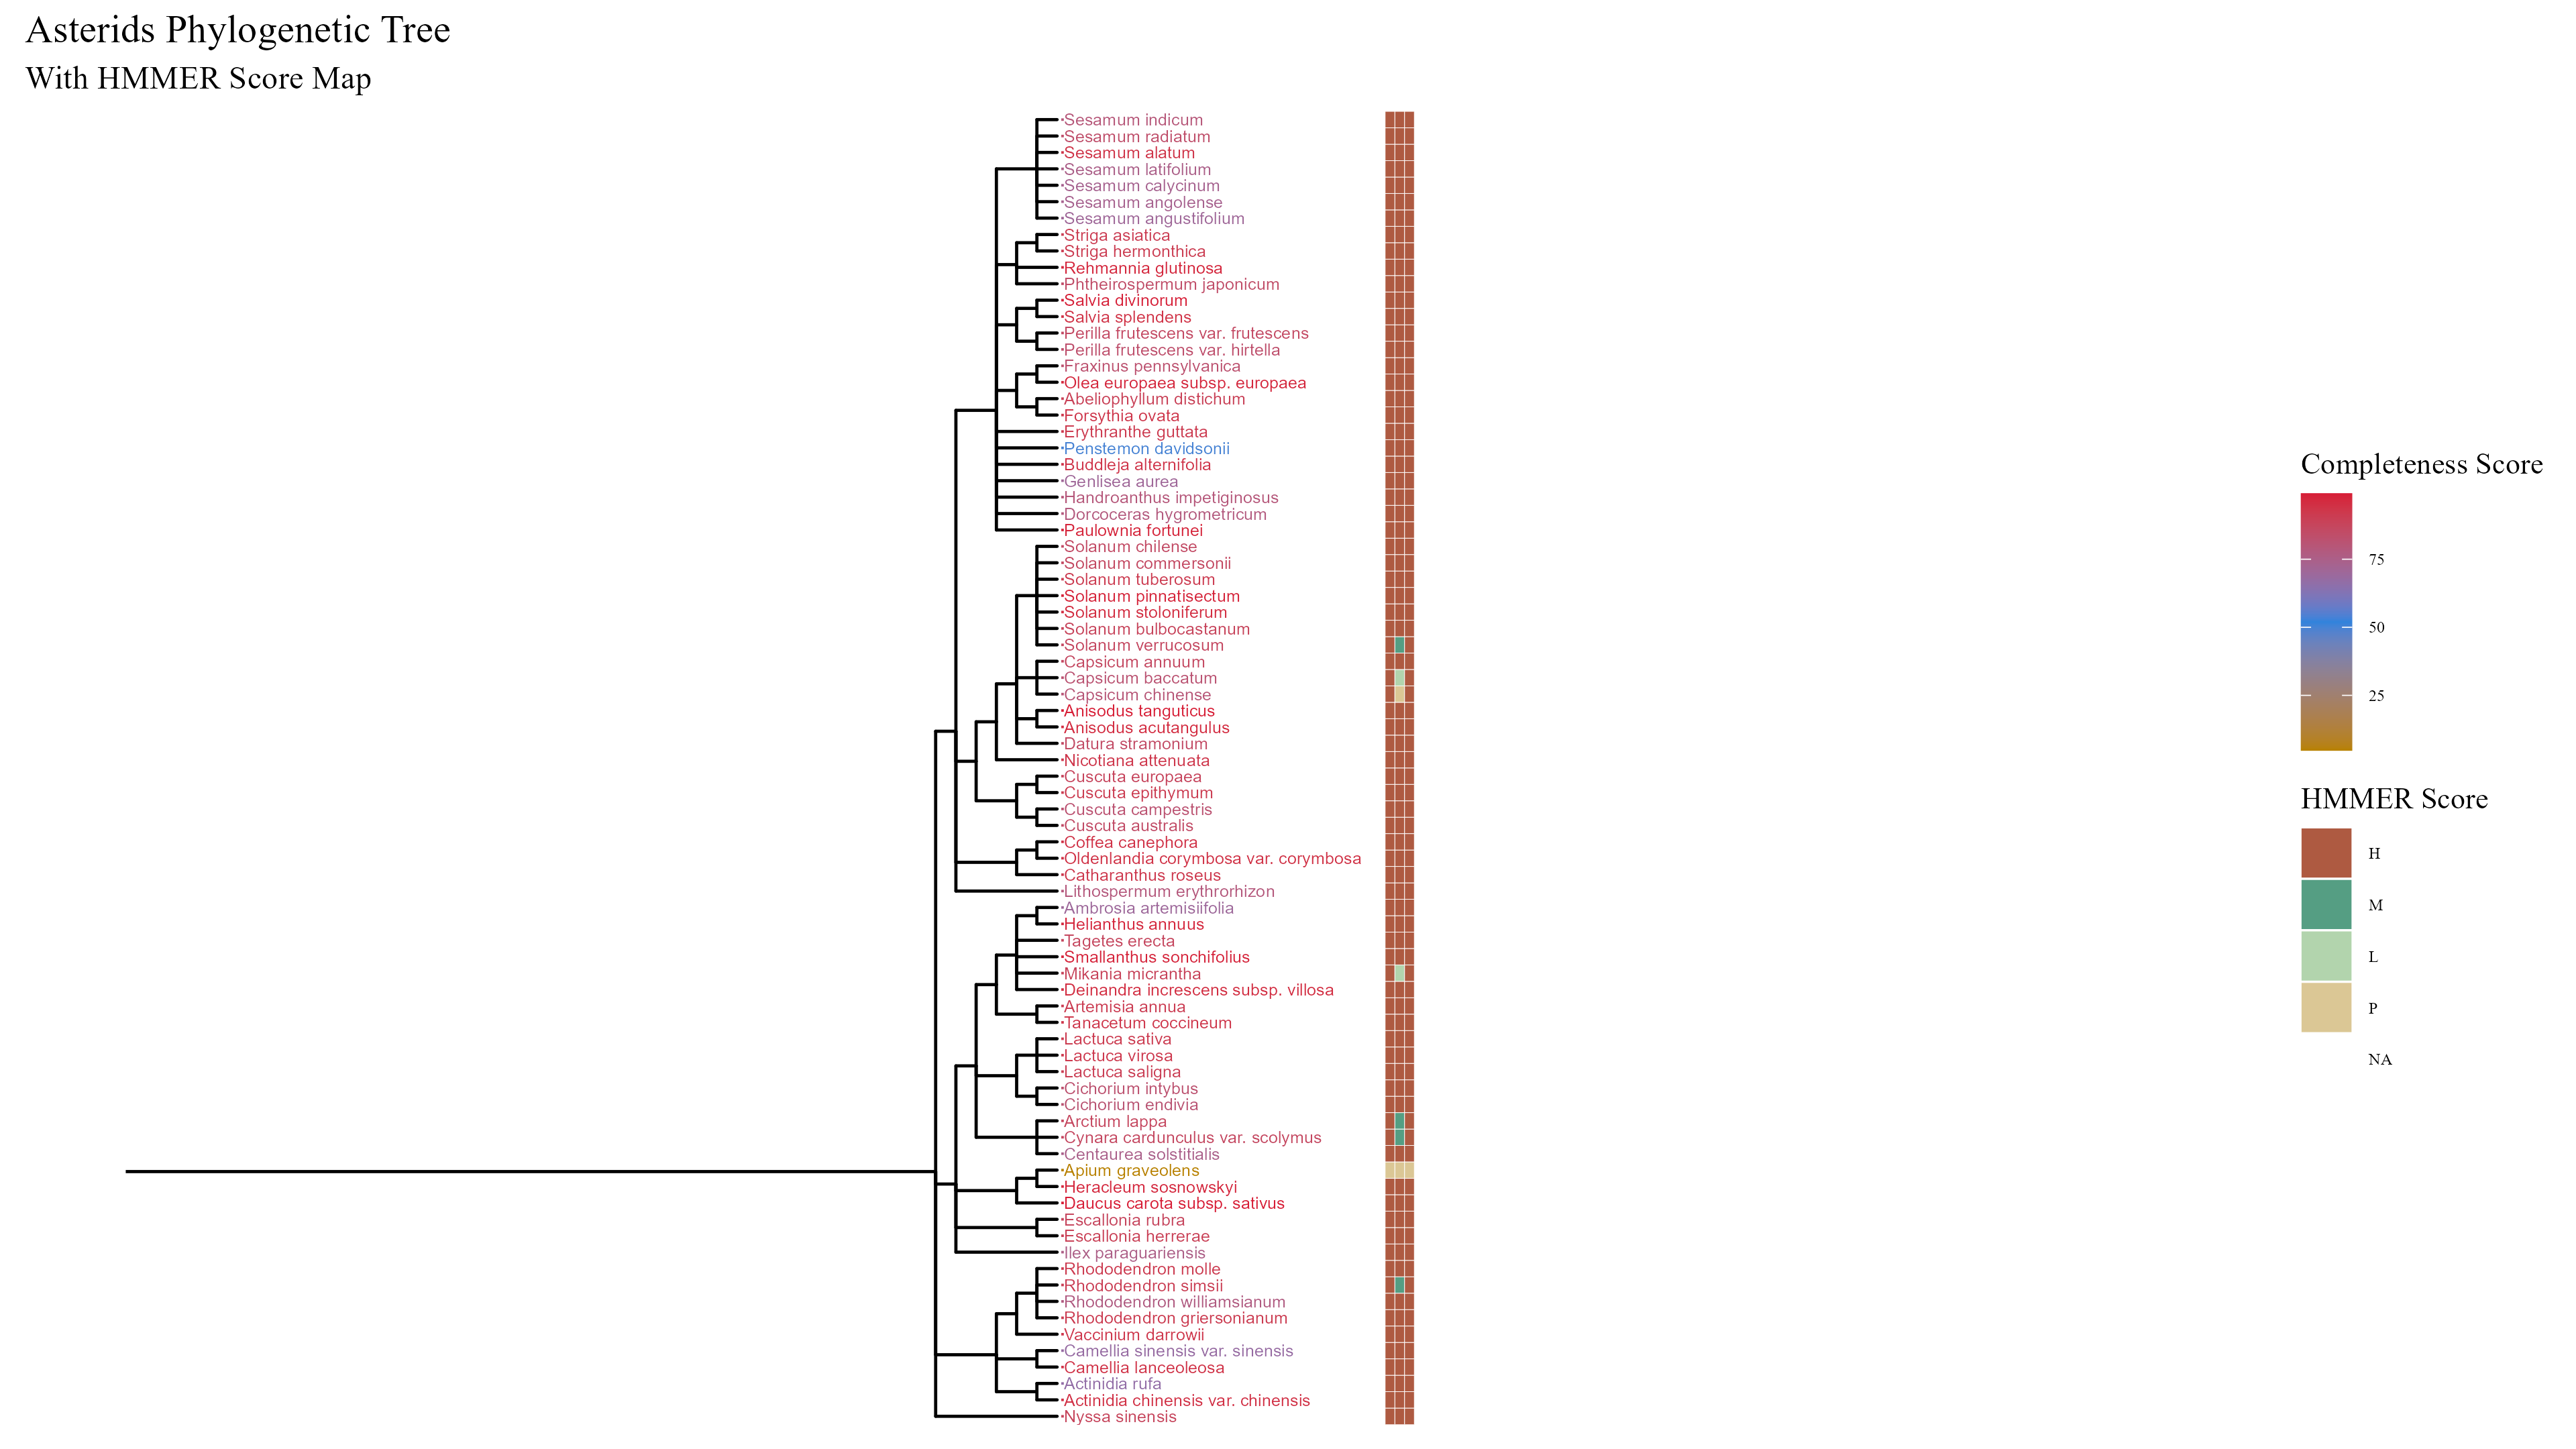 Asterids Phylogenetic Tree
With HMMER Score Map
Sesamum indicum
Sesamum radiatum
Sesamum alatum
Sesamum latifolium
Sesamum calycinum
Sesamum angolense
Sesamum angustifolium
Striga asiatica
Striga hermonthica
Rehmannia glutinosa
Phtheirospermum japonicum
Salvia divinorum
Salvia splendens
Perilla frutescens var. frutescens
Perilla frutescens var. hirtella
Fraxinus pennsylvanica
Olea europaea subsp. europaea
Abeliophyllum distichum
Forsythia ovata
Erythranthe guttata
Penstemon davidsonii
Buddleja alternifolia
Genlisea aurea
Handroanthus impetiginosus
Dorcoceras hygrometricum
Paulownia fortunei
Solanum chilense
Solanum commersonii
Solanum tuberosum
Solanum pinnatisectum
Solanum stoloniferum
Solanum bulbocastanum
Solanum verrucosum
Capsicum annuum
Capsicum baccatum
Capsicum chinense
Anisodus tanguticus
Anisodus acutangulus
Datura stramonium
Nicotiana attenuata
Cuscuta europaea
Cuscuta epithymum
Cuscuta campestris
Cuscuta australis
Coffea canephora
Oldenlandia corymbosa var. corymbosa
Catharanthus roseus
Lithospermum erythrorhizon
Ambrosia artemisiifolia
Helianthus annuus
Tagetes erecta
Smallanthus sonchifolius
Mikania micrantha
Deinandra increscens subsp. villosa
Artemisia annua
Tanacetum coccineum
Lactuca sativa
Lactuca virosa
Lactuca saligna
Cichorium intybus
Cichorium endivia
Arctium lappa
Cynara cardunculus var. scolymus
Centaurea solstitialis
Apium graveolens
Heracleum sosnowskyi
Daucus carota subsp. sativus
Escallonia rubra
Escallonia herrerae
Ilex paraguariensis
Rhododendron molle
Rhododendron simsii
Rhododendron williamsianum
Rhododendron griersonianum
Vaccinium darrowii
Camellia sinensis var. sinensis
Camellia lanceoleosa
Actinidia rufa
Actinidia chinensis var. chinensis
Nyssa sinensis
Completeness Score
75
50
25
HMMER Score
H
M
L
P
NA